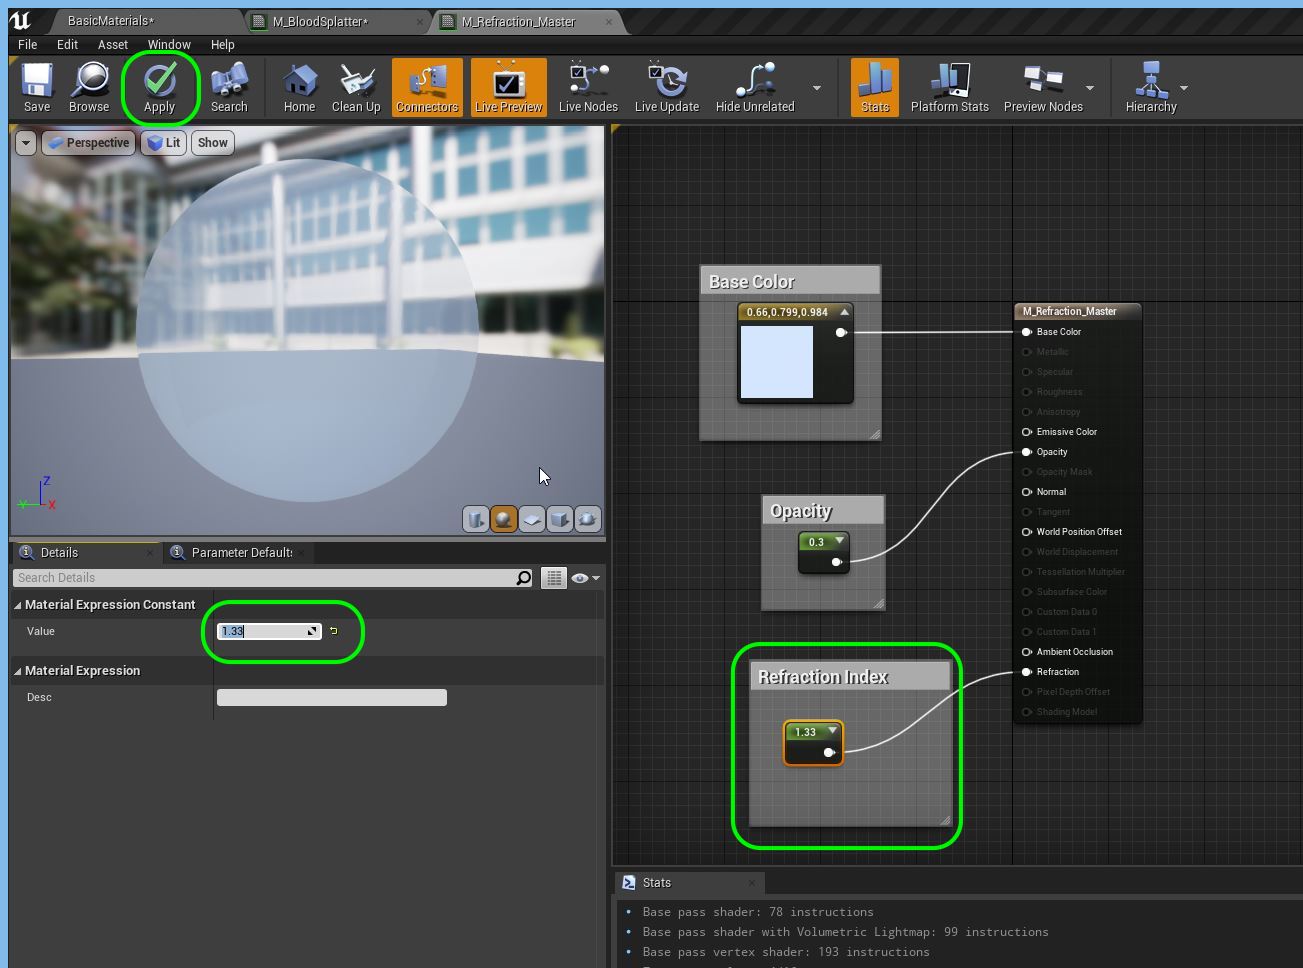 BasicMaterials*
M_BloodSplatter*
M_Refraction_Master
File
Edit
Asset
Window
Help
Save
Browse
Apply
Search
Home
Clean Up
Connectors
Live Preview
Live Nodes
Live Update
Hide Unrelated
Stats
Platform Stats
Preview Nodes
Hierarchy
Perspective
Lit
Show
Z
Y
X
Details
Parameter Defaults
Search Details
Material Expression Constant
Value
1.33
Material Expression
Desc
Base Color
0.66,0.799,0.984
Opacity
0.3
Refraction Index
1.33
M_Refraction_Master
Base Color
Metallic
Specular
Roughness
Anisotropy
Emissive Color
Opacity
Opacity Mask
Normal
Tangent
World Position Offset
World Displacement
Tessellation Multiplier
Subsurface Color
Custom Data 0
Custom Data 1
Ambient Occlusion
Refraction
Pixel Depth Offset
Shading Model
Stats
Base pass shader: 78 instructions
Base pass shader with Volumetric Lightmap: 99 instructions
Base pass vertex shader: 193 instructions